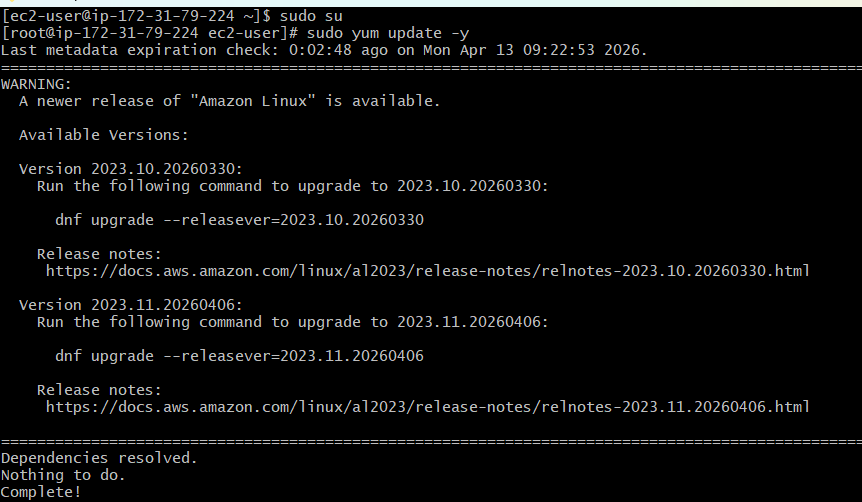 [ec2-user@ip-172-31-79-224 ~]$ sudo su
[root@ip-172-31-79-224 ec2-user]# sudo yum update -y
Last metadata expiration check: 0:02:48 ago on Mon Apr 13 09:22:53 2026.
================================================================================================
WARNING:
  A newer release of "Amazon Linux" is available.

  Available Versions:

  Version 2023.10.20260330:
    Run the following command to upgrade to 2023.10.20260330:

      dnf upgrade --releasever=2023.10.20260330

    Release notes:
     https://docs.aws.amazon.com/linux/al2023/release-notes/relnotes-2023.10.20260330.html

  Version 2023.11.20260406:
    Run the following command to upgrade to 2023.11.20260406:

      dnf upgrade --releasever=2023.11.20260406

    Release notes:
     https://docs.aws.amazon.com/linux/al2023/release-notes/relnotes-2023.11.20260406.html

================================================================================================
Dependencies resolved.
Nothing to do.
Complete!